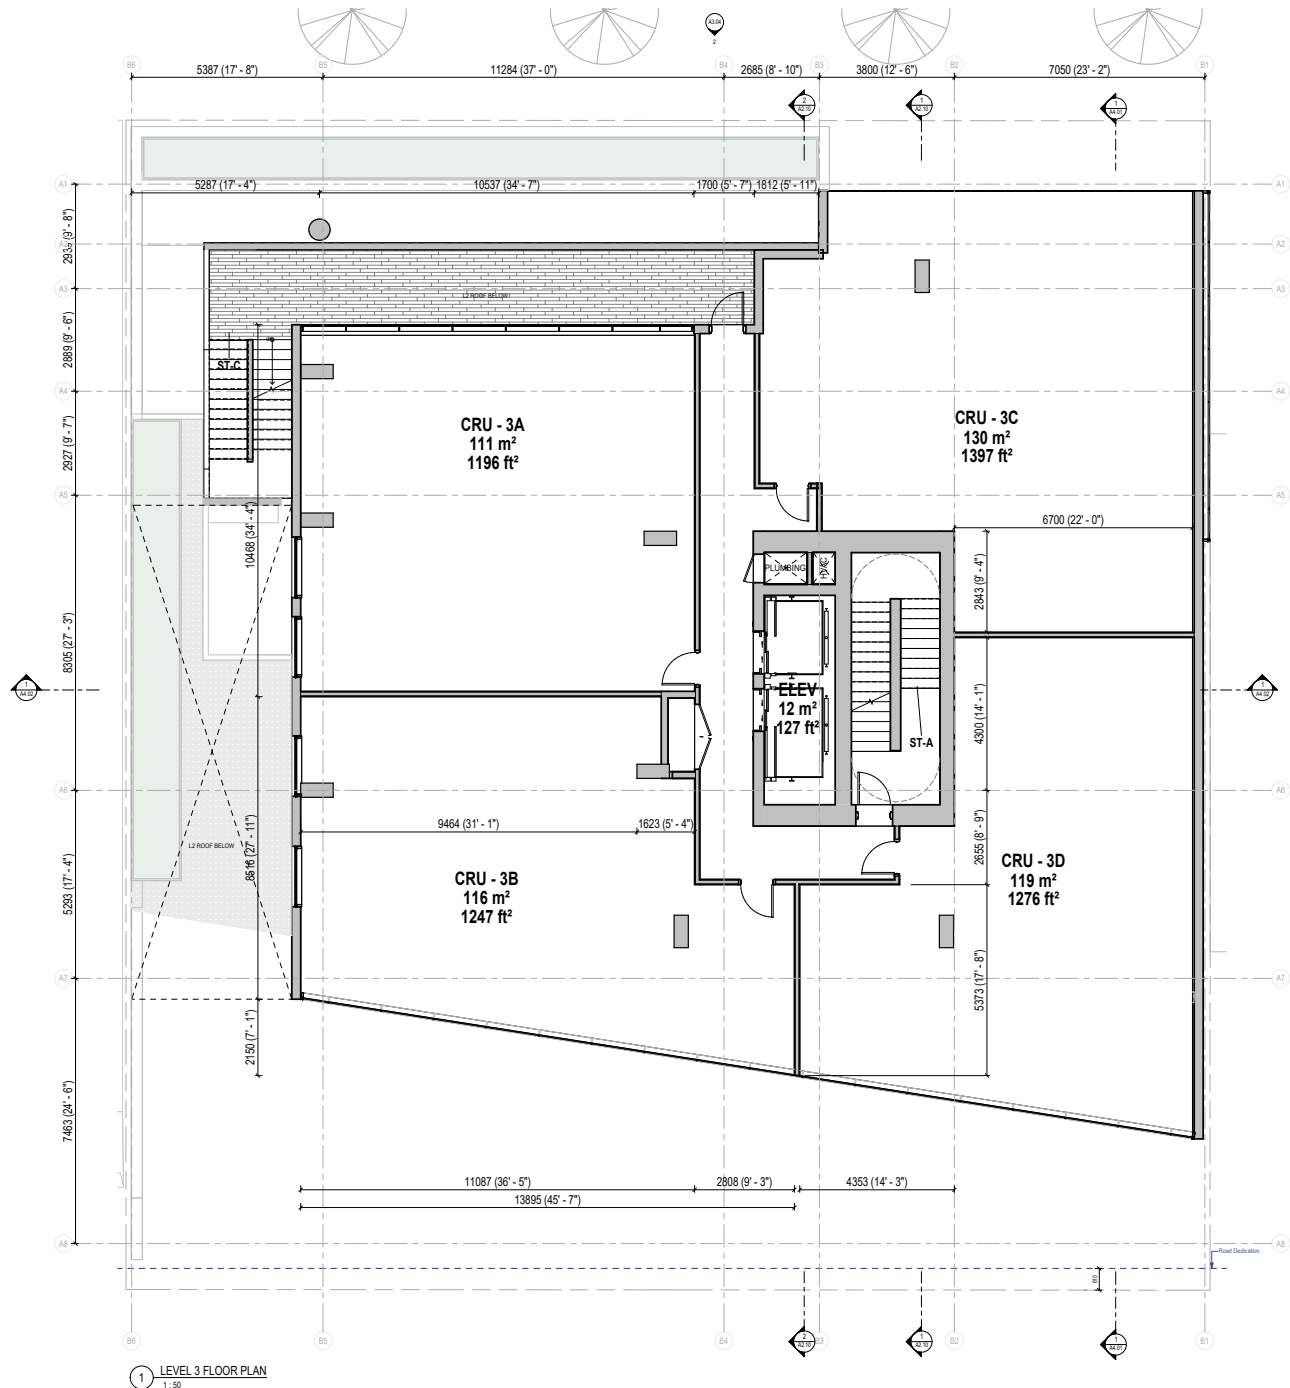 A3.04
2
B6
B5
B4
B3
B2
B1
5387 (17' - 8")
11284 (37' - 0")
2685 (8' - 10")
3800 (12' - 6")
7050 (23' - 2")
2
A2.10
1
A2.10
1
A4.01
A1
5287 (17' - 4")
10537 (34' - 7")
1700 (5' - 7")
1812 (5' - 11")
A1
2935 (9' - 8")
A2
A2
A3
L2 ROOF BELOW
A3
2889 (9' - 6")
ST-C
A4
A4
CRU - 3A
111 m²
1196 ft²
CRU - 3C
130 m²
1397 ft²
2927 (9' - 7")
A5
A5
10468 (34' - 4")
6700 (22' - 0")
PLUMBING
HVAC
2843 (9' - 4")
8305 (27' - 3")
1
A4.02
1
A4.02
ELEV
12 m²
127 ft²
4300 (14' - 1")
ST-A
A6
A6
9464 (31' - 1")
1623 (5' - 4")
L2 ROOF BELOW
8516 (27' - 11")
2655 (8' - 9")
5293 (17' - 4")
CRU - 3B
116 m²
1247 ft²
CRU - 3D
119 m²
1276 ft²
A7
A7
5373 (17' - 8")
2150 (7' - 1")
7463 (24' - 6")
11087 (36' - 5")
2808 (9' - 3")
4353 (14' - 3")
13895 (45' - 7")
A8
A8
Road Dedication
B6
B5
B4
2
A2.10
B3
1
A2.10
B2
1
A4.01
B1
1
LEVEL 3 FLOOR PLAN
1 : 50